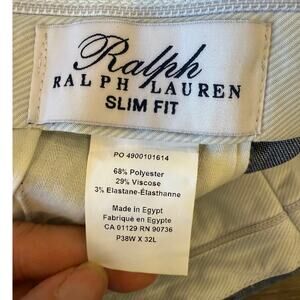 Ralph
RALPH LAUREN
SLIM FIT
PO 4900101614
68% Polyester
29% Viscose
3% Elastane-Élasthanne
Made in Egypt
Fabriqué en Egypte
CA 01129 RN 90736
P38W X 32L